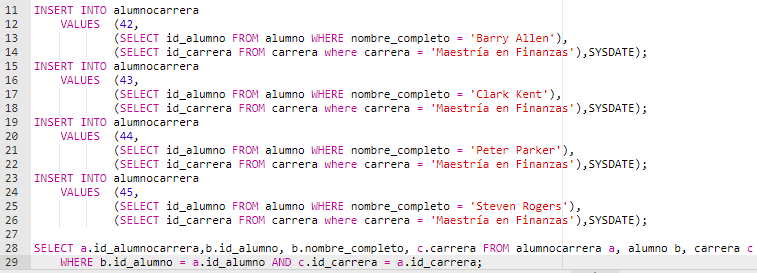 11 INSERT INTO alumnocarrera
12 VALUES (42,
13 (SELECT id_alumno FROM alumno WHERE nombre_completo = 'Barry Allen'),
14 (SELECT id_carrera FROM carrera where carrera = 'Maestría en Finanzas'),SYSDATE);
15 INSERT INTO alumnocarrera
16 VALUES (43,
17 (SELECT id_alumno FROM alumno WHERE nombre_completo = 'Clark Kent'),
18 (SELECT id_carrera FROM carrera where carrera = 'Maestría en Finanzas'),SYSDATE);
19 INSERT INTO alumnocarrera
20 VALUES (44,
21 (SELECT id_alumno FROM alumno WHERE nombre_completo = 'Peter Parker'),
22 (SELECT id_carrera FROM carrera where carrera = 'Maestría en Finanzas'),SYSDATE);
23 INSERT INTO alumnocarrera
24 VALUES (45,
25 (SELECT id_alumno FROM alumno WHERE nombre_completo = 'Steven Rogers'),
26 (SELECT id_carrera FROM carrera where carrera = 'Maestría en Finanzas'),SYSDATE);
27
28 SELECT a.id_alumnocarrera,b.id_alumno, b.nombre_completo, c.carrera FROM alumnocarrera a, alumno b, carrera c
29 WHERE b.id_alumno = a.id_alumno AND c.id_carrera = a.id_carrera;